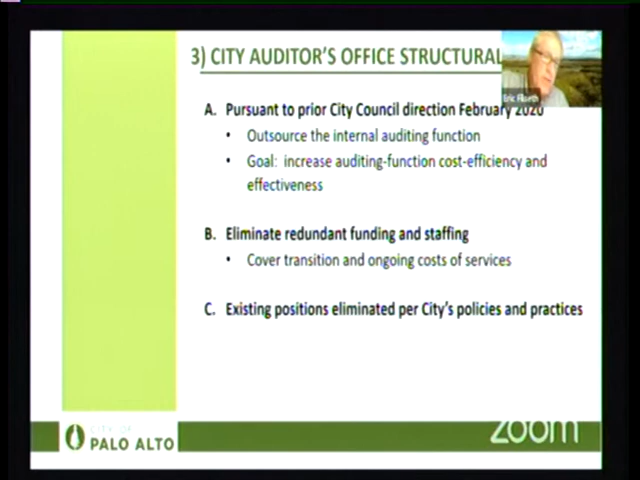 3) CITY AUDITOR'S OFFICE STRUCTURAL
A. Pursuant to prior City Council direction February 2020
• Outsource the internal auditing function
• Goal: increase auditing-function cost-efficiency and
effectiveness
B. Eliminate redundant funding and staffing
• Cover transition and ongoing costs of services
C. Existing positions eliminated per City's policies and practices
CITY OF
PALO ALTO
zoom